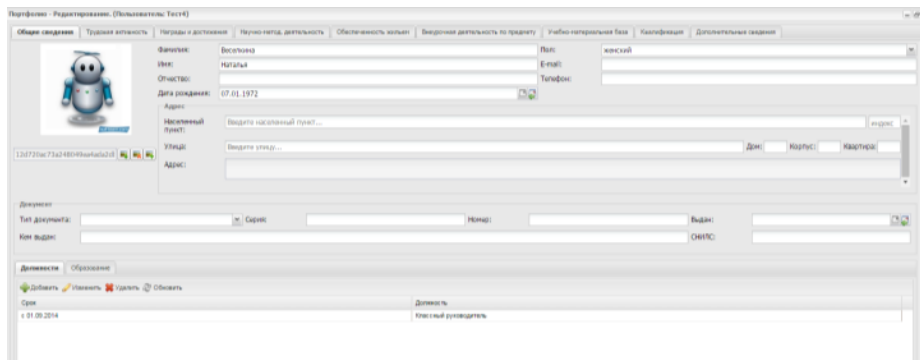 Портфолио - Редактирование. (Пользователь: Тест4)
Общие сведения Трудовая активность Награды и достижения Научно-метод. деятельность Обеспеченность жильем Внеурочная деятельность по предмету Учебно-материальная база Квалификация Дополнительные сведения
Фамилия: Веселкина Пол: женский
Имя: Наталья E-mail:
Отчество: Телефон:
Дата рождения: 07.01.1972
Адрес
Населенный пункт: Введите населенный пункт... индекс
Улица: Введите улицу... Дом: Корпус: Квартира:
Адрес:
Документ
Тип документа: Серия: Номер: Выдан:
Кем выдан: СНИЛС:
Должности Образование
Добавить Изменить Удалить Обновить
Срок Должность
с 01.09.2014 Классный руководитель